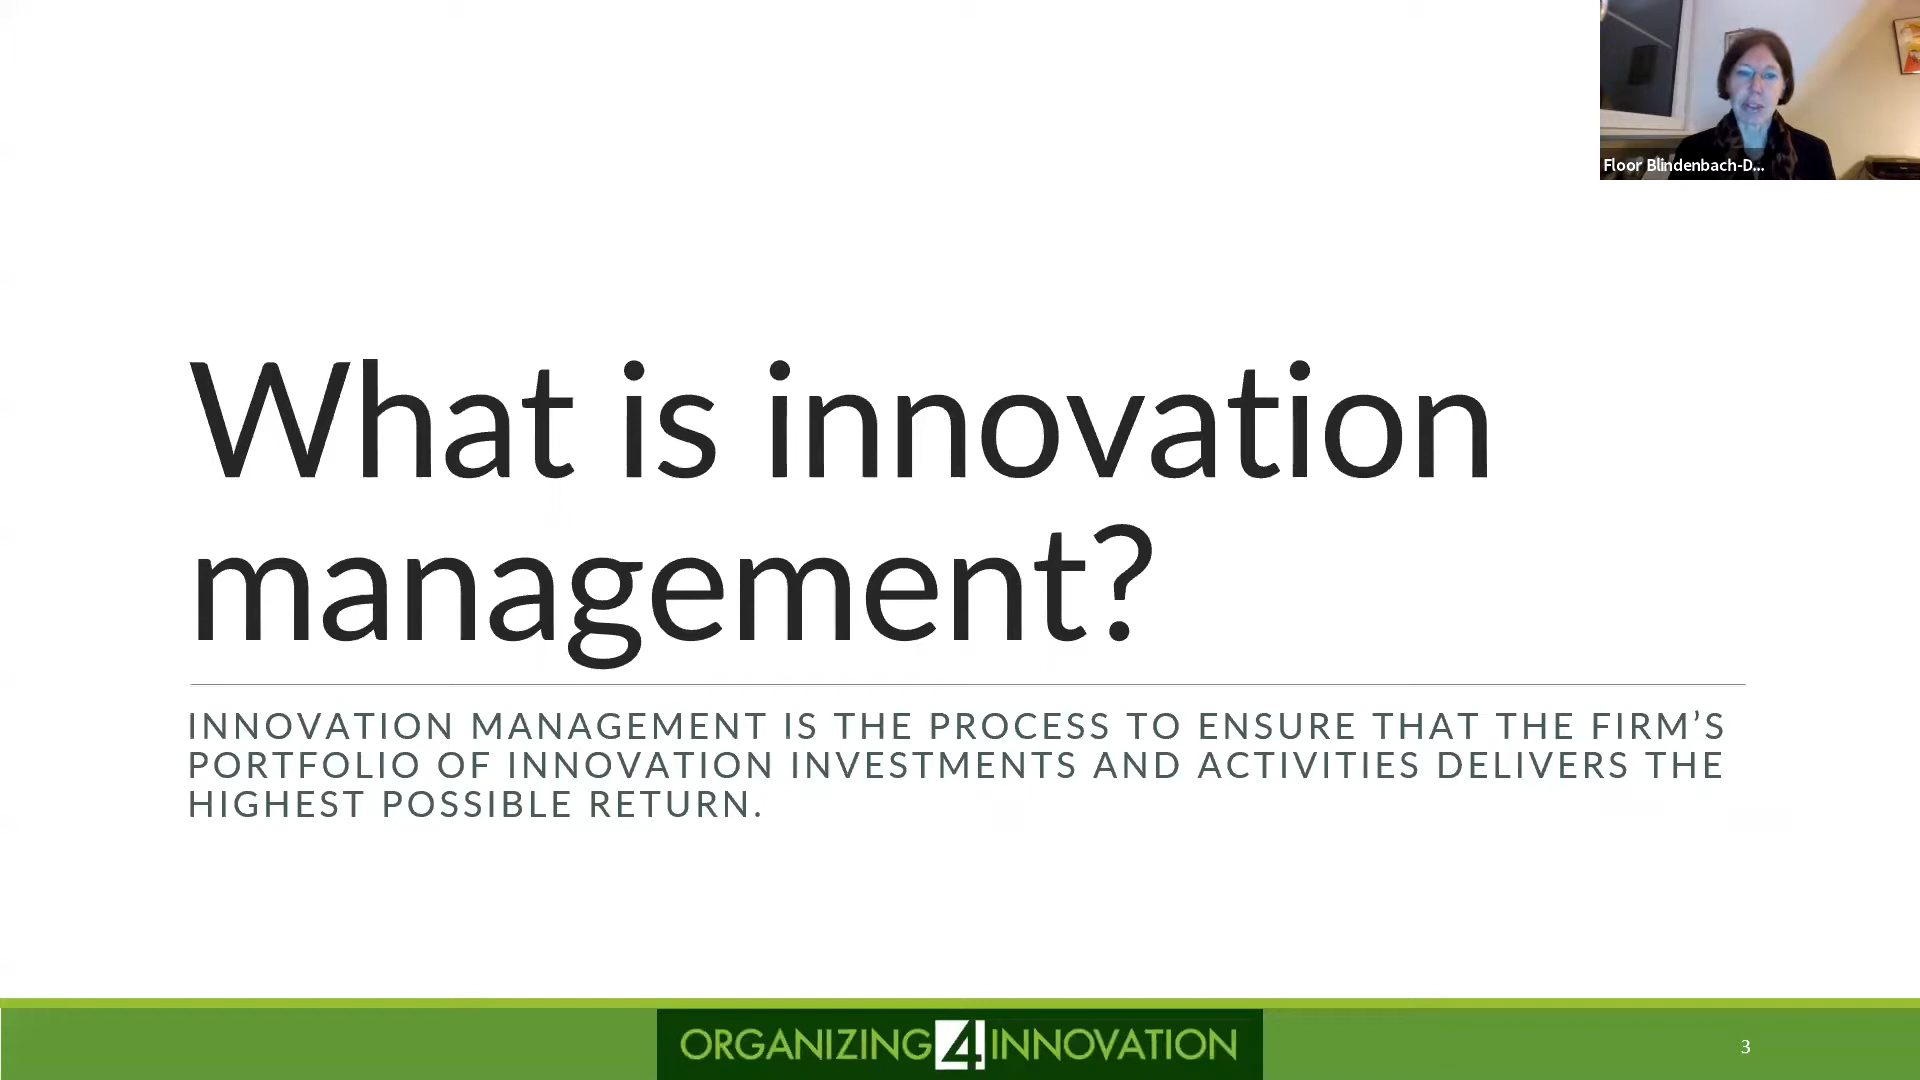 Floor Blindenbach-D...
What is innovation
management?
INNOVATION MANAGEMENT IS THE PROCESS TO ENSURE THAT THE FIRM’S
PORTFOLIO OF INNOVATION INVESTMENTS AND ACTIVITIES DELIVERS THE
HIGHEST POSSIBLE RETURN.
ORGANIZING4INNOVATION
3